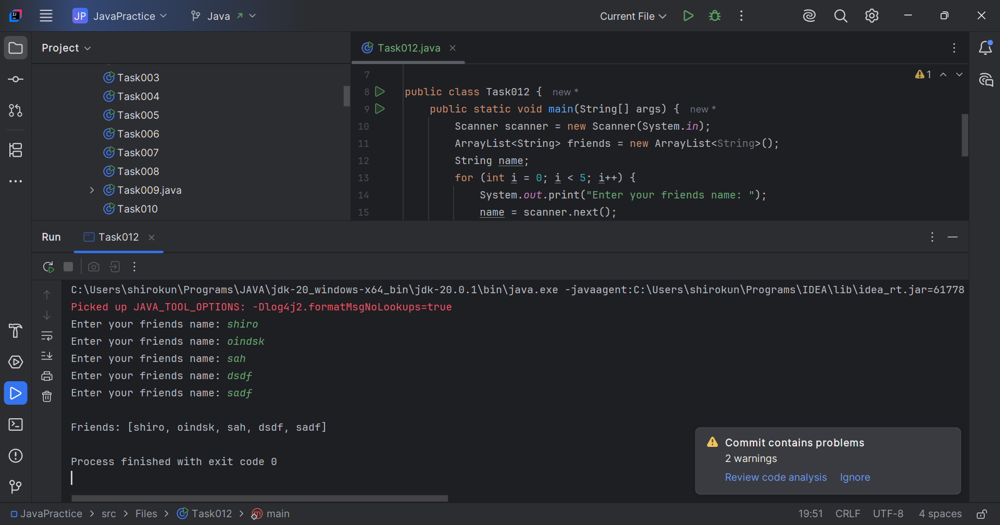 JP JavaPractice Java Current File
Project
Task003
Task004
Task005
Task006
Task007
Task008
Task009.java
Task010
Task012.java
1
7
8 public class Task012 { new *
9 public static void main(String[] args) { new *
10 Scanner scanner = new Scanner(System.in);
11 ArrayList<String> friends = new ArrayList<String>();
12 String name;
13 for (int i = 0; i < 5; i++) {
14 System.out.print("Enter your friends name: ");
15 name = scanner.next();
Run Task012
C:\Users\shirokun\Programs\JAVA\jdk-20_windows-x64_bin\jdk-20.0.1\bin\java.exe -javaagent:C:\Users\shirokun\Programs\IDEA\lib\idea_rt.jar=61778
Picked up JAVA_TOOL_OPTIONS: -Dlog4j2.formatMsgNoLookups=true
Enter your friends name: shiro
Enter your friends name: oindsk
Enter your friends name: sah
Enter your friends name: dsdf
Enter your friends name: sadf
Friends: [shiro, oindsk, sah, dsdf, sadf]
Process finished with exit code 0
Commit contains problems
2 warnings
Review code analysis Ignore
JavaPractice > src > Files > Task012 > main 19:51 CRLF UTF-8 4 spaces